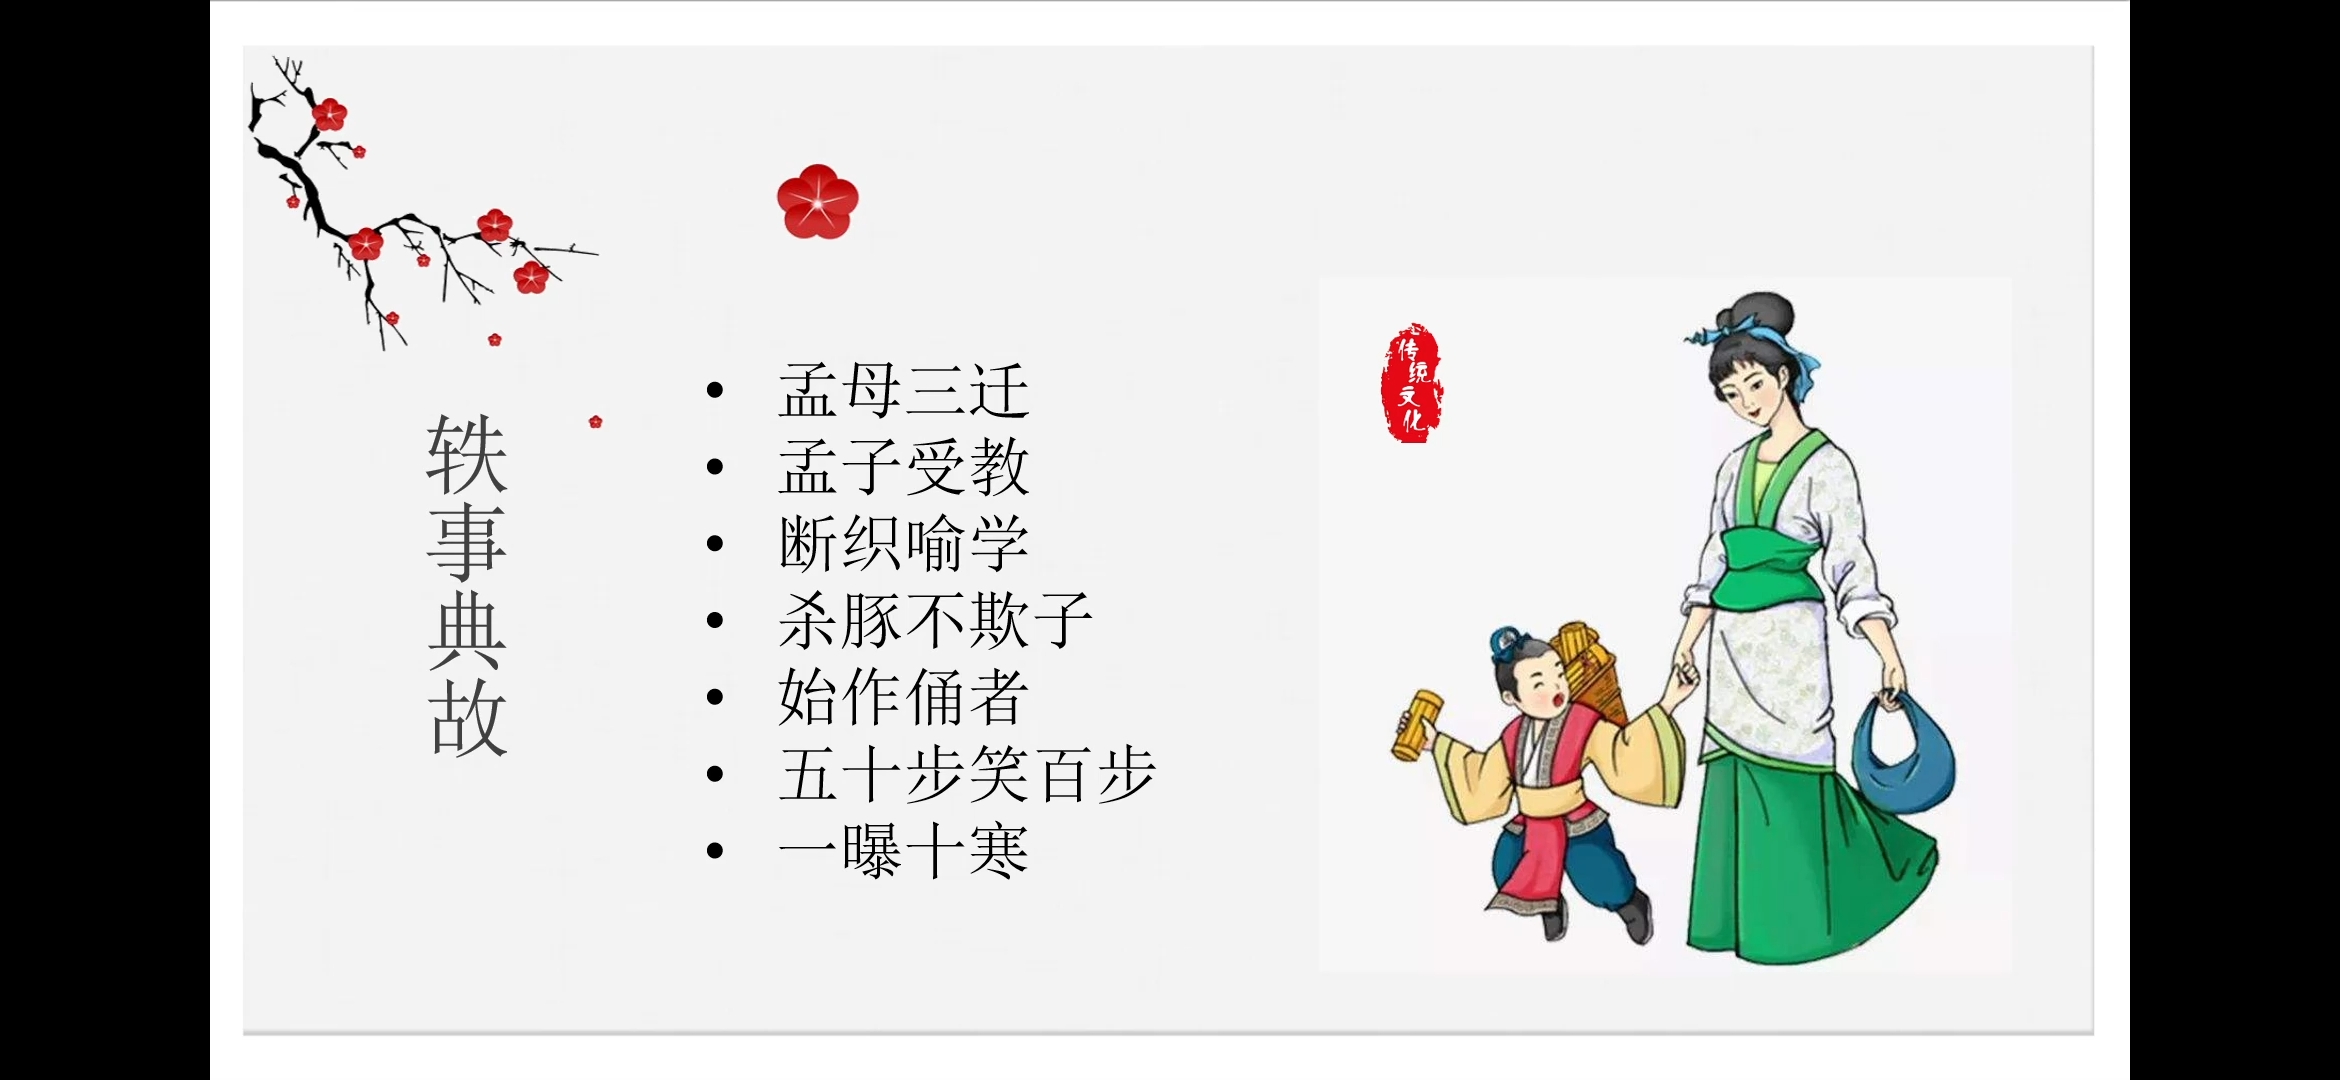 轶事典故
孟母三迁
孟子受教
断织喻学
杀豚不欺子
始作俑者
五十步笑百步
一曝十寒
传统文化